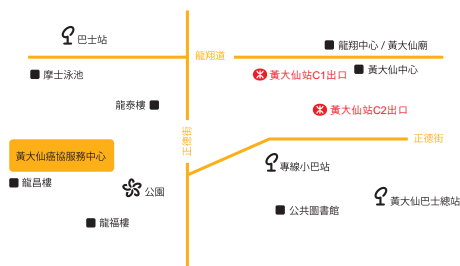 巴士站
龍翔道
龍翔中心 / 黃大仙廟
摩士泳池
黃大仙站C1出口
黃大仙中心
龍泰樓
黃大仙站C2出口
正德街
正德街
黃大仙癌協服務中心
專線小巴站
龍昌樓
公園
黃大仙巴士總站
公共圖書館
龍福樓